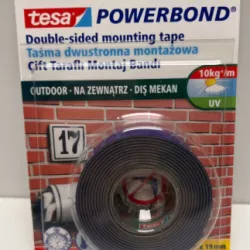 tesa POWERBOND®
Double-sided mounting tape
Taśma dwustronna montażowa
Çift Taraflı Montaj Bandı
10kg*/m
OUTDOOR · NA ZEWNĄTRZ · DIŞ MEKAN
UV
17
x 19mm